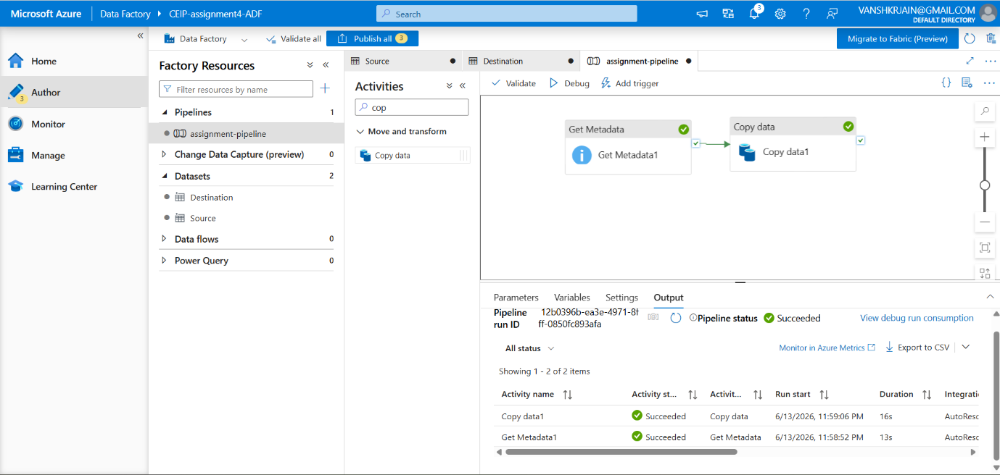 Microsoft Azure
Data Factory
CEIP-assignment4-ADF
Search
3
VANSHKRJAIN@GMAIL.COM
DEFAULT DIRECTORY
Data Factory
Validate all
Publish all 3
Migrate to Fabric (Preview)
Home
Author
3
Monitor
Manage
Learning Center
Factory Resources
Filter resources by name
Pipelines 1
assignment-pipeline
Change Data Capture (preview) 0
Datasets 2
Destination
Source
Data flows 0
Power Query 0
Source
Destination
assignment-pipeline
Activities
cop
Move and transform
Copy data
Validate
Debug
Add trigger
Get Metadata
Get Metadata1
Copy data
Copy data1
Parameters Variables Settings Output
Pipeline run ID
12b0396b-ea3e-4971-8f
ff-0850fc893afa
Pipeline status Succeeded
View debug run consumption
All status
Monitor in Azure Metrics
Export to CSV
Showing 1 - 2 of 2 items
Activity name Activity st... Activit... Run start Duration Integrati
Copy data1 Succeeded Copy data 6/13/2026, 11:59:06 PM 16s AutoReso
Get Metadata1 Succeeded Get Metadata 6/13/2026, 11:58:52 PM 13s AutoReso